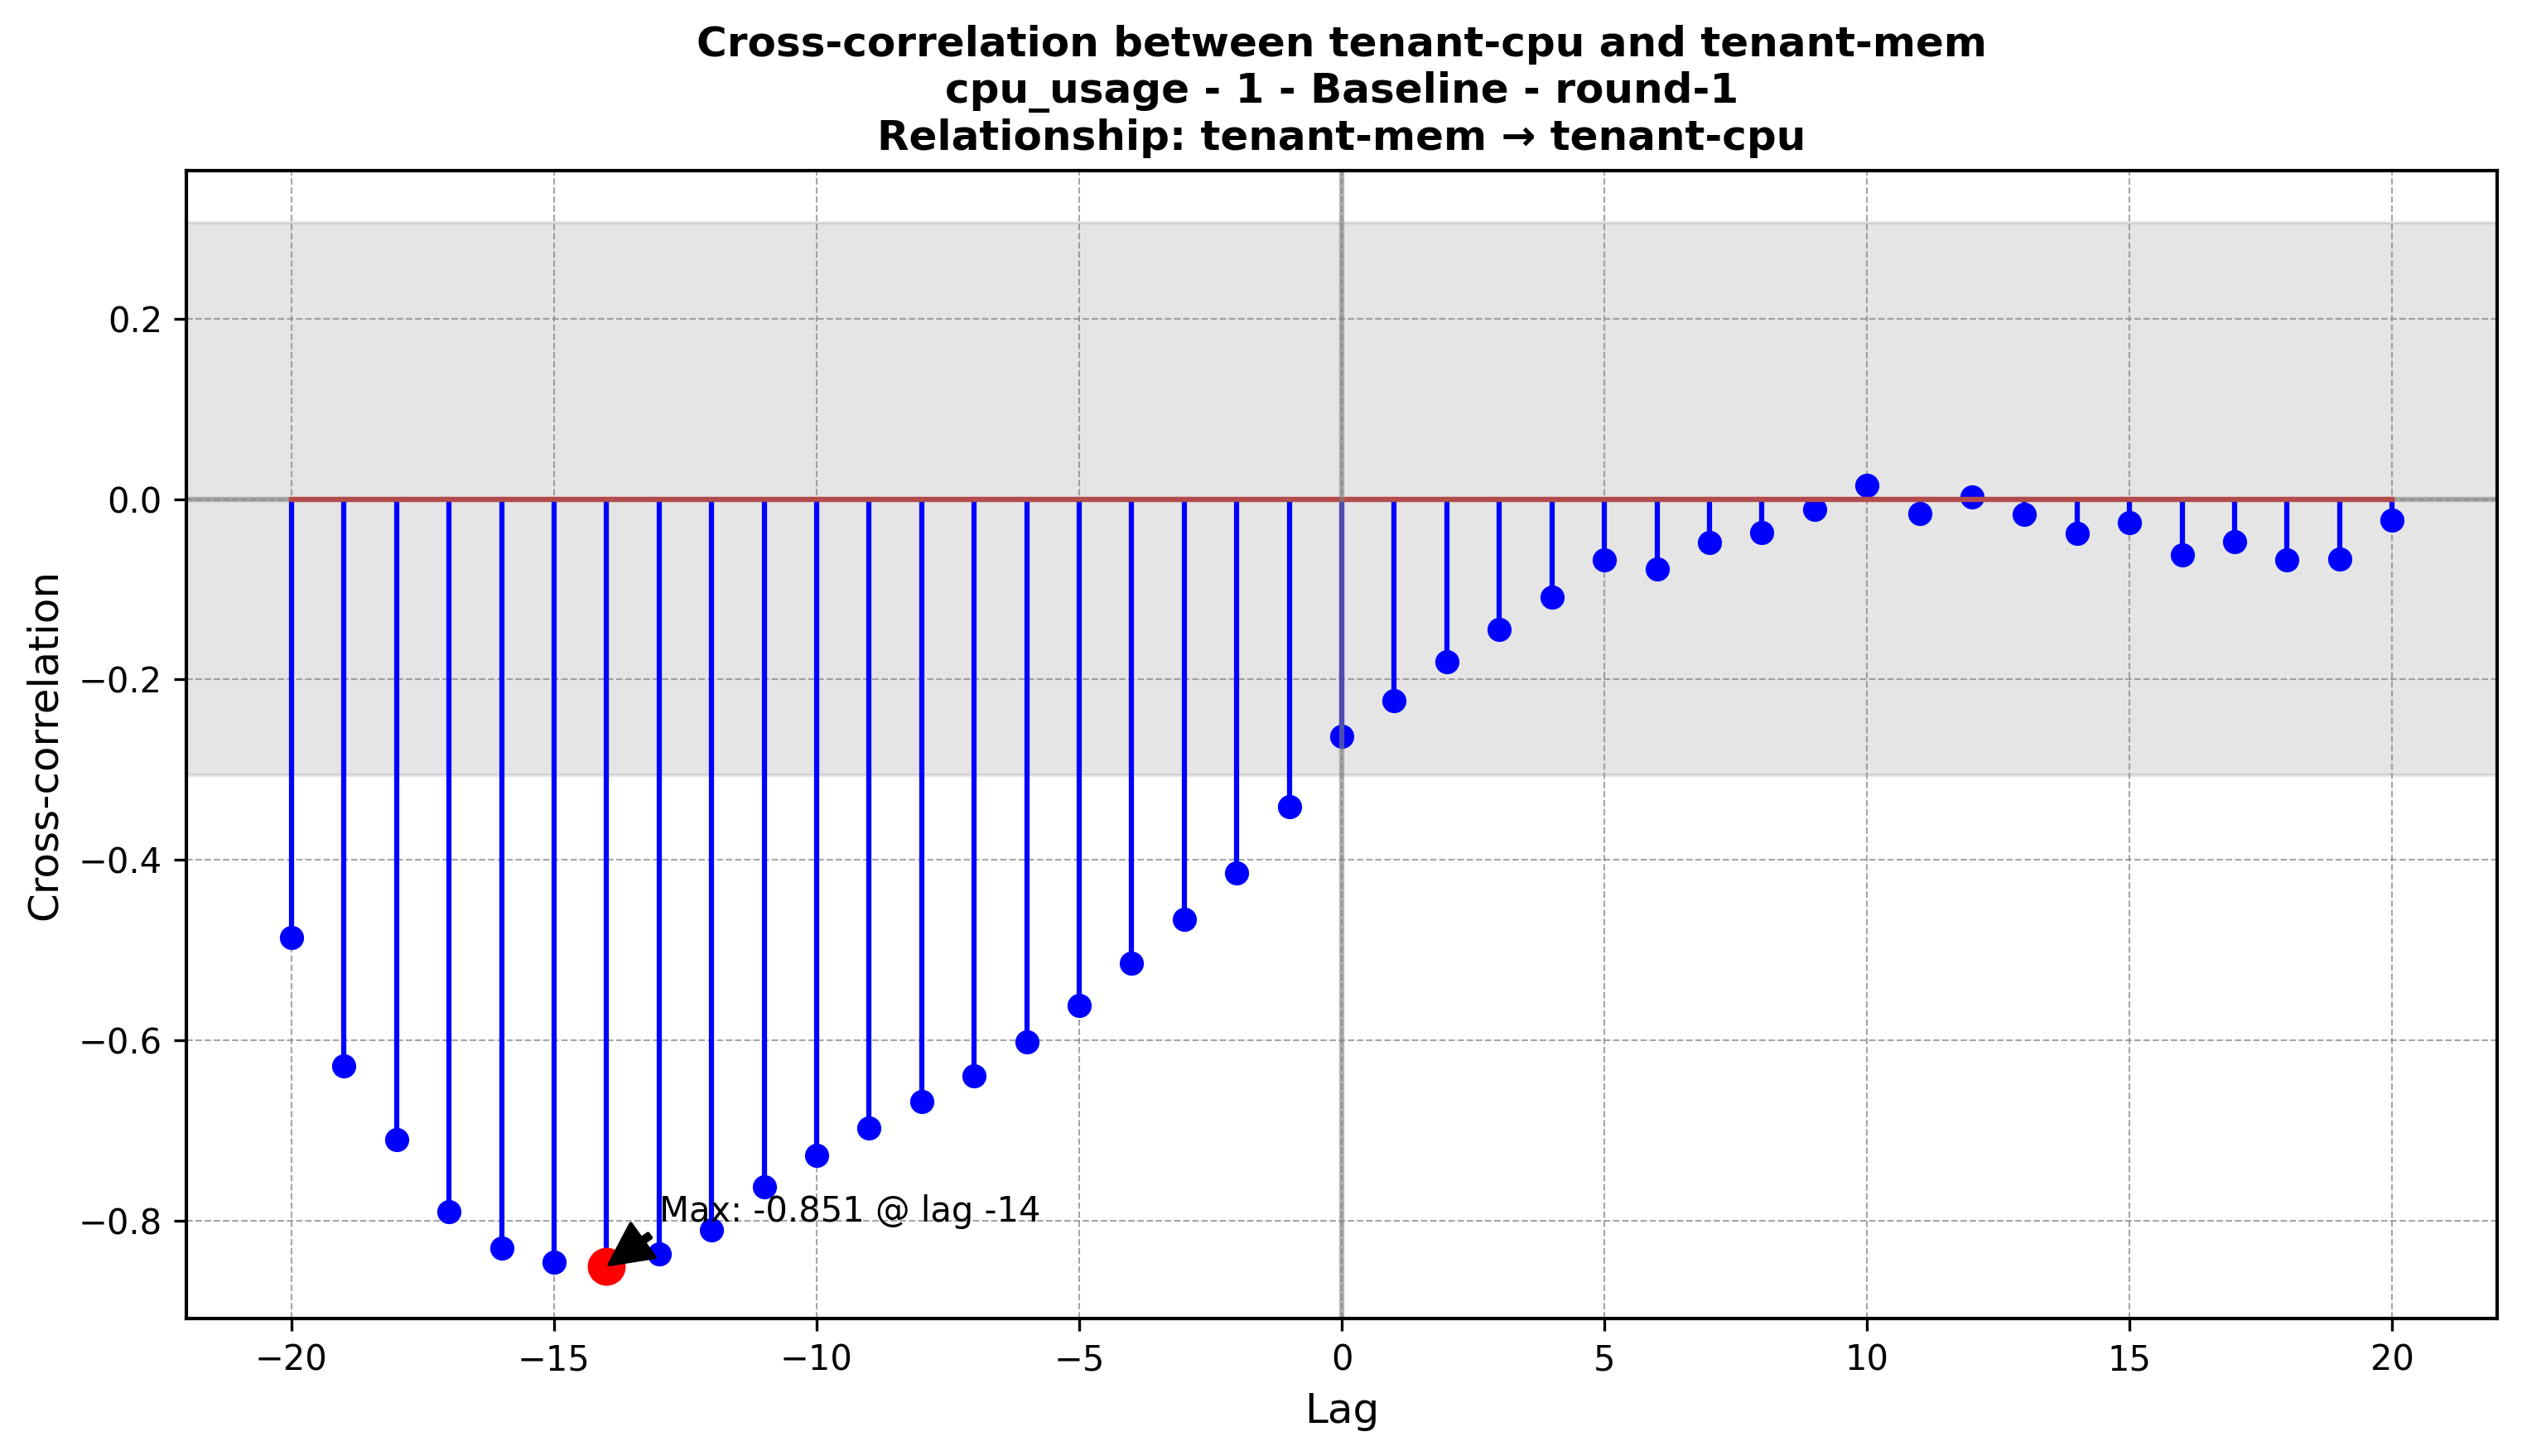 Cross-correlation between tenant-cpu and tenant-mem
cpu_usage - 1 - Baseline - round-1
Relationship: tenant-mem → tenant-cpu
Cross-correlation
0.2
0.0
−0.2
−0.4
−0.6
−0.8
Max: -0.851 @ lag -14
−20
−15
−10
−5
0
5
10
15
20
Lag